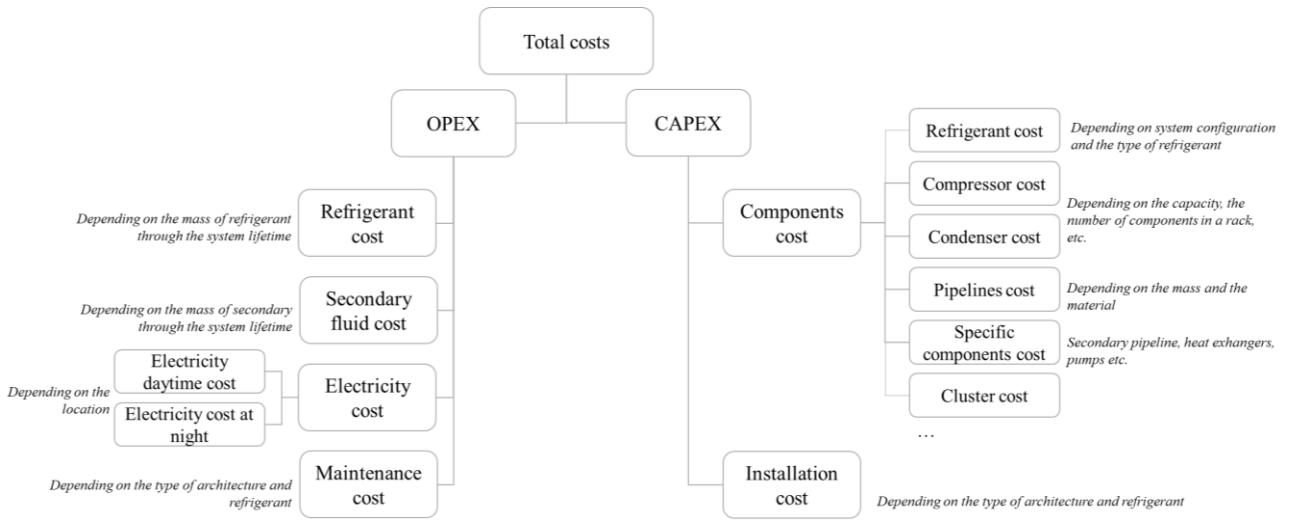 Total costs
OPEX
CAPEX
Refrigerant
cost
Depending on the mass of refrigerant
through the system lifetime
Secondary
fluid cost
Depending on the mass of secondary
through the system lifetime
Electricity
cost
Electricity
daytime cost
Electricity cost at
night
Depending on the
location
Maintenance
cost
Depending on the type of architecture and
refrigerant
Components
cost
Refrigerant cost
Depending on system configuration
and the type of refrigerant
Compressor cost
Condenser cost
Depending on the capacity, the
number of components in a rack,
etc.
Pipelines cost
Depending on the mass and the
material
Specific
components cost
Secondary pipeline, heat exhangers,
pumps etc.
Cluster cost
…
Installation
cost
Depending on the type of architecture and refrigerant